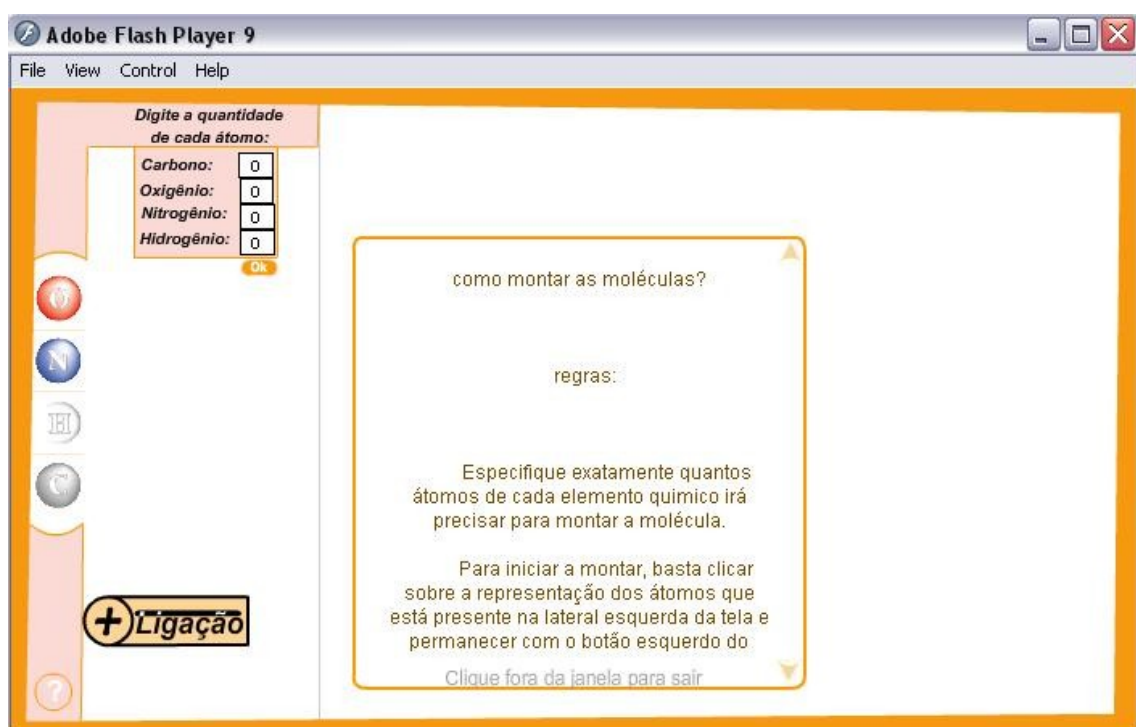 Adobe Flash Player 9
File View Control Help
Digite a quantidade
de cada átomo:
Carbono: 0
Oxigênio: 0
Nitrogênio: 0
Hidrogênio: 0
Ok
O
N
H
C
+ Ligação
?
como montar as moléculas?
regras:
Especifique exatamente quantos
átomos de cada elemento quimico irá
precisar para montar a molécula.
Para iniciar a montar, basta clicar
sobre a representação dos átomos que
está presente na lateral esquerda da tela e
permanecer com o botão esquerdo do
Clique fora da janela para sair